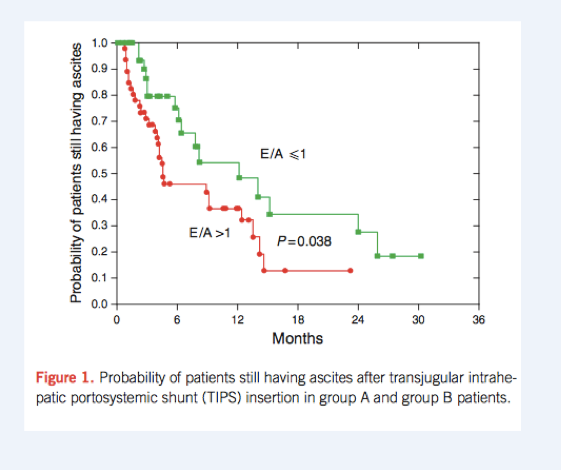 Probability of patients still having ascites
1.0
0.9
0.8
0.7
0.6
0.5
0.4
0.3
0.2
0.1
0.0
E/A ⩽1
E/A >1
P=0.038
0 6 12 18 24 30 36
Months
Figure 1. Probability of patients still having ascites after transjugular intrahe-
patic portosystemic shunt (TIPS) insertion in group A and group B patients.